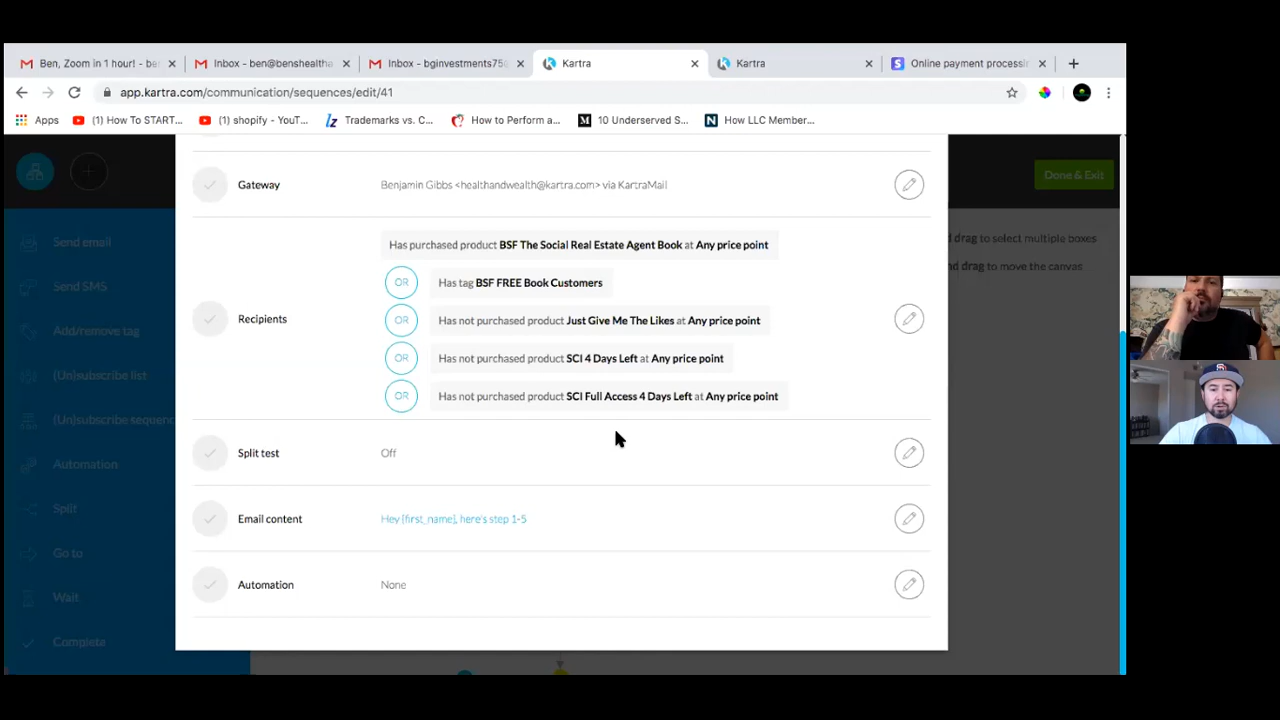 Ben, Zoom in 1 hour! - be
Inbox - ben@benshealtha
Inbox - bginvestments75@
Kartra
Kartra
Online payment processin
app.kartra.com/communication/sequences/edit/41
Apps
(1) How To START...
(1) shopify - YouT...
Trademarks vs. C...
How to Perform a...
10 Underserved S...
How LLC Member...
Done & Exit
Gateway
Benjamin Gibbs <healthandwealth@kartra.com> via KartraMail
Send email
Send SMS
Add/remove tag
(Un)subscribe list
(Un)subscribe sequenc
Automation
Split
Go to
Wait
Complete
d drag to select multiple boxes
nd drag to move the canvas
Recipients
Has purchased product BSF The Social Real Estate Agent Book at Any price point
OR Has tag BSF FREE Book Customers
OR Has not purchased product Just Give Me The Likes at Any price point
OR Has not purchased product SCI 4 Days Left at Any price point
OR Has not purchased product SCI Full Access 4 Days Left at Any price point
Split test
Off
Email content
Hey {first_name}, here's step 1-5
Automation
None